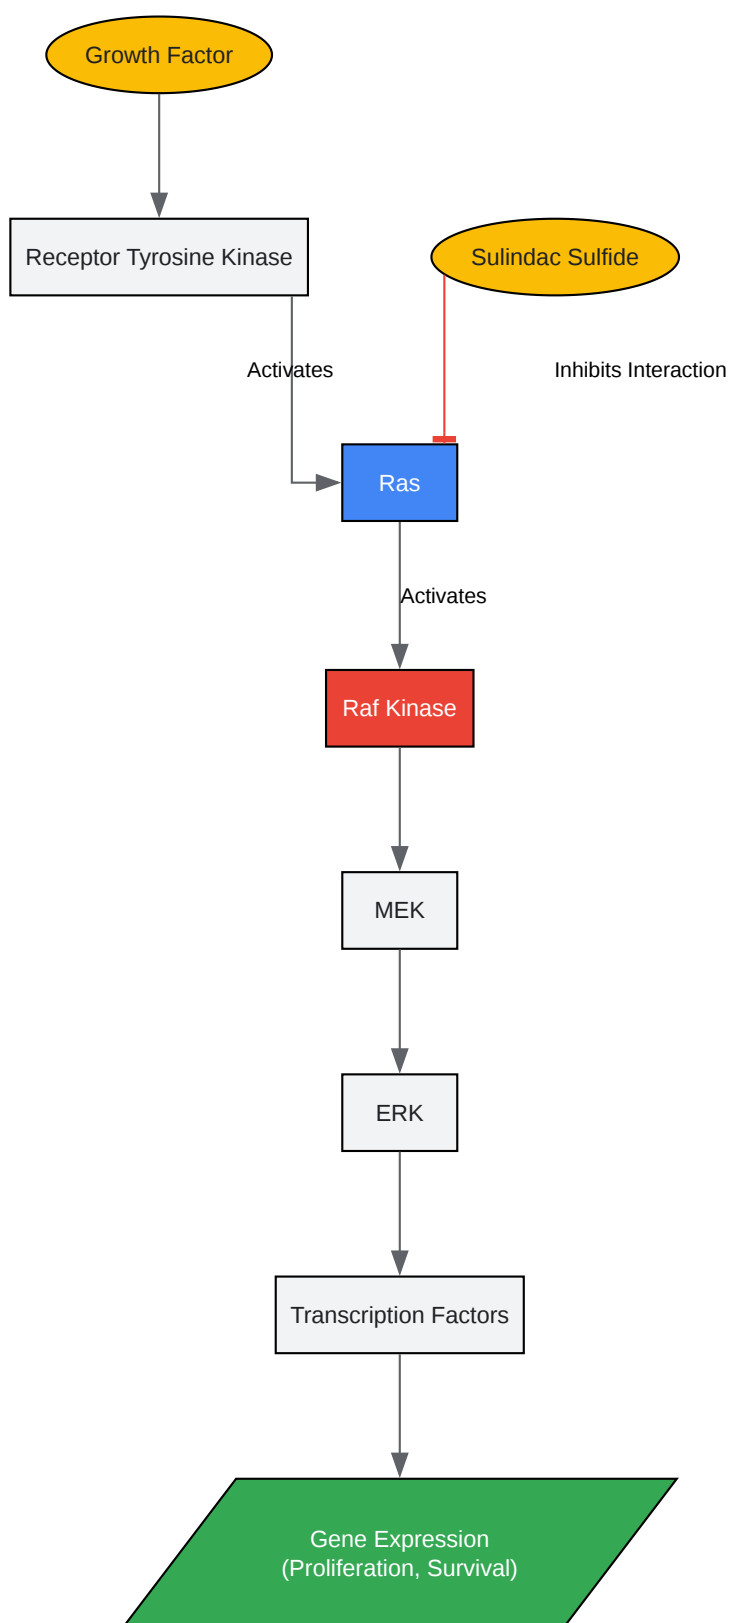 Growth Factor
Receptor Tyrosine Kinase
Sulindac Sulfide
Activates
Inhibits Interaction
Ras
Activates
Raf Kinase
MEK
ERK
Transcription Factors
Gene Expression
(Proliferation, Survival)